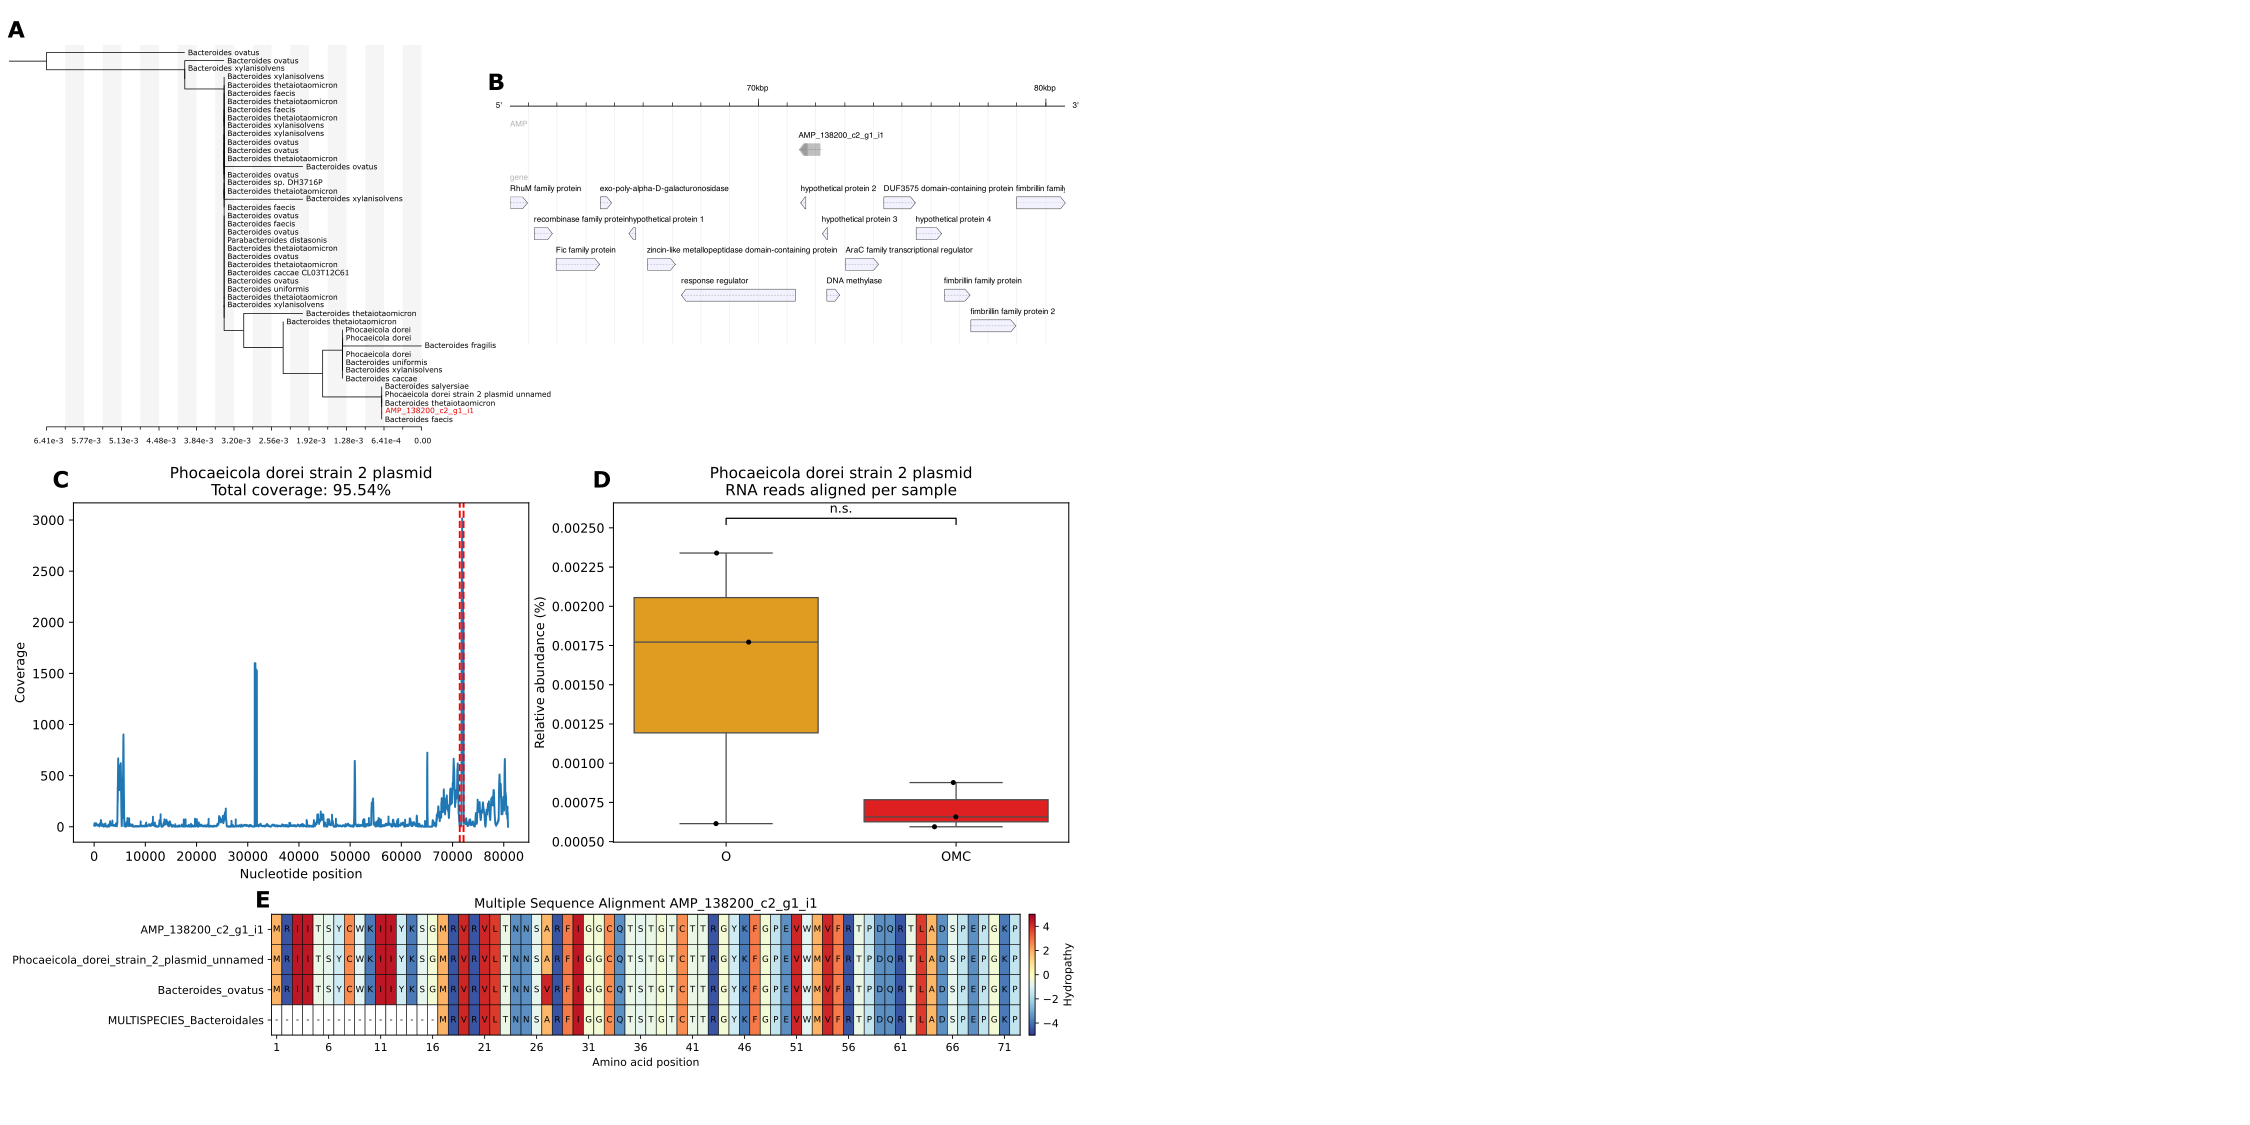 A
Bacteroides ovatus
Bacteroides ovatus
Bacteroides xylanisolvens
Bacteroides xylanisolvens
Bacteroides thetaiotaomicron
Bacteroides faecis
Bacteroides thetaiotaomicron
Bacteroides faecis
Bacteroides thetaiotaomicron
Bacteroides xylanisolvens
Bacteroides xylanisolvens
Bacteroides ovatus
Bacteroides ovatus
Bacteroides thetaiotaomicron
Bacteroides ovatus
Bacteroides ovatus
Bacteroides sp. DH3716P
Bacteroides thetaiotaomicron
Bacteroides xylanisolvens
Bacteroides faecis
Bacteroides ovatus
Bacteroides faecis
Bacteroides ovatus
Parabacteroides distasonis
Bacteroides thetaiotaomicron
Bacteroides ovatus
Bacteroides thetaiotaomicron
Bacteroides caccae CL03T12C61
Bacteroides ovatus
Bacteroides uniformis
Bacteroides thetaiotaomicron
Bacteroides xylanisolvens
Bacteroides thetaiotaomicron
Bacteroides thetaiotaomicron
Phocaeicola dorei
Phocaeicola dorei
Bacteroides fragilis
Phocaeicola dorei
Bacteroides uniformis
Bacteroides xylanisolvens
Bacteroides caccae
Bacteroides salyersiae
Phocaeicola dorei strain 2 plasmid unnamed
Bacteroides thetaiotaomicron
AMP_138200_c2_g1_i1
Bacteroides faecis
6.41e-3 5.77e-3 5.13e-3 4.48e-3 3.84e-3 3.20e-3 2.56e-3 1.92e-3 1.28e-3 6.41e-4 0.00
B
70kbp 80kbp
5' 3'
AMP
AMP_138200_c2_g1_i1
gene
RhuM family protein exo-poly-alpha-D-galacturonosidase hypothetical protein 2 DUF3575 domain-containing protein fimbrillin family
recombinase family protein hypothetical protein 1 hypothetical protein 3 hypothetical protein 4
Fic family protein zincin-like metallopeptidase domain-containing protein AraC family transcriptional regulator
response regulator DNA methylase fimbrillin family protein
fimbrillin family protein 2
C
Phocaeicola dorei strain 2 plasmid
Total coverage: 95.54%
Coverage
3000
2500
2000
1500
1000
500
0
0 10000 20000 30000 40000 50000 60000 70000 80000
Nucleotide position
D
Phocaeicola dorei strain 2 plasmid
RNA reads aligned per sample
n.s.
Relative abundance (%)
0.00250
0.00225
0.00200
0.00175
0.00150
0.00125
0.00100
0.00075
0.00050
O OMC
E
Multiple Sequence Alignment AMP_138200_c2_g1_i1
AMP_138200_c2_g1_i1 M R I I T S Y C W K I I Y K S G M R V R V L T N N S A R F I G G C Q T S T G T C T T R G Y K F G P E V W M V F R T P D Q R T L A D S P E P G K P
Phocaeicola_dorei_strain_2_plasmid_unnamed M R I I T S Y C W K I I Y K S G M R V R V L T N N S A R F I G G C Q T S T G T C T T R G Y K F G P E V W M V F R T P D Q R T L A D S P E P G K P
Bacteroides_ovatus M R I I T S Y C W K I I Y K S G M R V R V L T N N S V R F I G G C Q T S T G T C T T R G Y K F G P E V W M V F R T P D Q R T L A D S P E P G K P
MULTISPECIES_Bacteroidales - - - - - - - - - - - - - - - - M R V R V L T N N S A R F I G G C Q T S T G T C T T R G Y K F G P E V W M V F R T P D Q R T L A D S P E P G K P
1 6 11 16 21 26 31 36 41 46 51 56 61 66 71
Amino acid position
4
2
0
−2
−4
Hydropathy